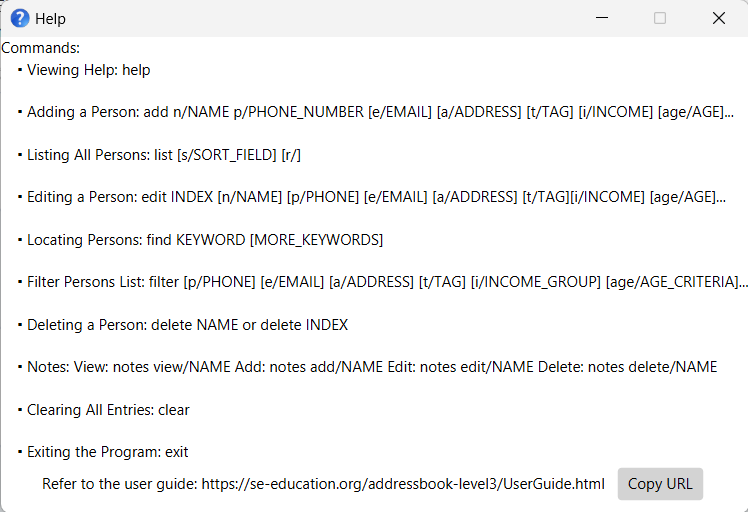 Help
Commands:
▪ Viewing Help: help
▪ Adding a Person: add n/NAME p/PHONE_NUMBER [e/EMAIL] [a/ADDRESS] [t/TAG] [i/INCOME] [age/AGE]...
▪ Listing All Persons: list [s/SORT_FIELD] [r/]
▪ Editing a Person: edit INDEX [n/NAME] [p/PHONE] [e/EMAIL] [a/ADDRESS] [t/TAG][i/INCOME] [age/AGE]...
▪ Locating Persons: find KEYWORD [MORE_KEYWORDS]
▪ Filter Persons List: filter [p/PHONE] [e/EMAIL] [a/ADDRESS] [t/TAG] [i/INCOME_GROUP] [age/AGE_CRITERIA]...
▪ Deleting a Person: delete NAME or delete INDEX
▪ Notes: View: notes view/NAME Add: notes add/NAME Edit: notes edit/NAME Delete: notes delete/NAME
▪ Clearing All Entries: clear
▪ Exiting the Program: exit
Refer to the user guide: https://se-education.org/addressbook-level3/UserGuide.html Copy URL